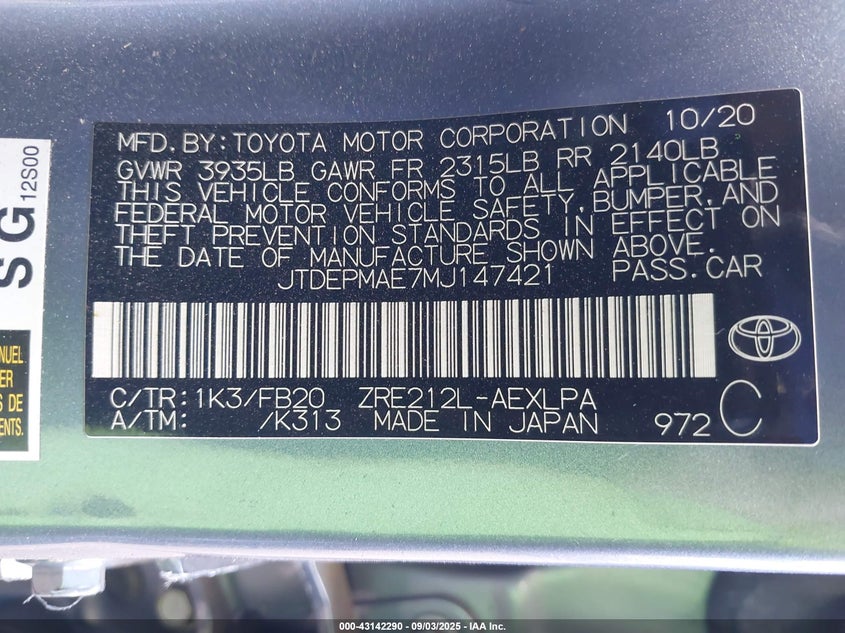 MFD. BY: TOYOTA MOTOR CORPORATION 10/20
GVWR 3935LB GAWR FR 2315LB RR 2140LB
THIS VEHICLE CONFORMS TO ALL APPLICABLE
FEDERAL MOTOR VEHICLE SAFETY, BUMPER, AND
THEFT PREVENTION STANDARDS IN EFFECT ON
THE DATE OF MANUFACTURE SHOWN ABOVE.
JTDEPMAE7MJ147421 PASS. CAR
C/TR: 1K3/FB20 ZRE212L-AEXLPA
A/TM: /K313 MADE IN JAPAN 972 C
SG
12S00
DE
000-43142290 - 09/03/2025 - IAA Inc.